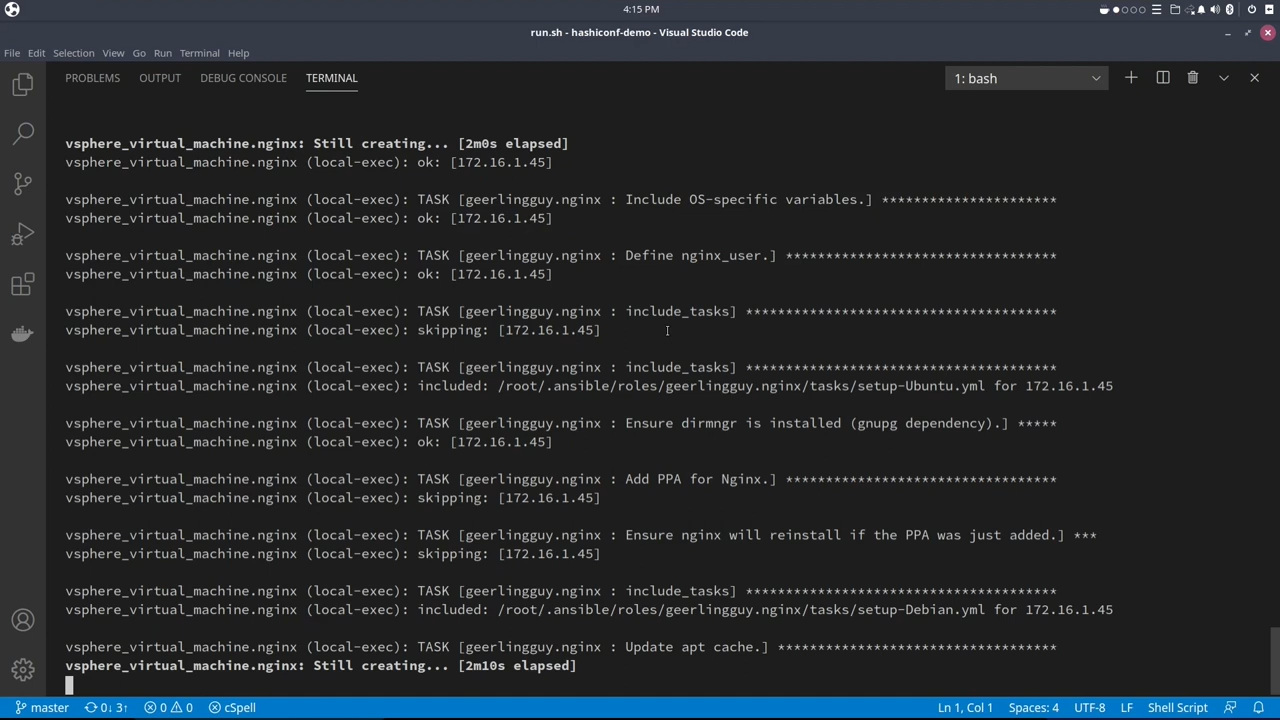 4:15 PM
run.sh - hashiconf-demo - Visual Studio Code
File Edit Selection View Go Run Terminal Help
PROBLEMS OUTPUT DEBUG CONSOLE TERMINAL 1: bash
vsphere_virtual_machine.nginx: Still creating... [2m0s elapsed]
vsphere_virtual_machine.nginx (local-exec): ok: [172.16.1.45]
vsphere_virtual_machine.nginx (local-exec): TASK [geerlingguy.nginx : Include OS-specific variables.] **********************
vsphere_virtual_machine.nginx (local-exec): ok: [172.16.1.45]
vsphere_virtual_machine.nginx (local-exec): TASK [geerlingguy.nginx : Define nginx_user.] **********************************
vsphere_virtual_machine.nginx (local-exec): ok: [172.16.1.45]
vsphere_virtual_machine.nginx (local-exec): TASK [geerlingguy.nginx : include_tasks] ***************************************
vsphere_virtual_machine.nginx (local-exec): skipping: [172.16.1.45]
vsphere_virtual_machine.nginx (local-exec): TASK [geerlingguy.nginx : include_tasks] ***************************************
vsphere_virtual_machine.nginx (local-exec): included: /root/.ansible/roles/geerlingguy.nginx/tasks/setup-Ubuntu.yml for 172.16.1.45
vsphere_virtual_machine.nginx (local-exec): TASK [geerlingguy.nginx : Ensure dirmngr is installed (gnupg dependency).] *****
vsphere_virtual_machine.nginx (local-exec): ok: [172.16.1.45]
vsphere_virtual_machine.nginx (local-exec): TASK [geerlingguy.nginx : Add PPA for Nginx.] **********************************
vsphere_virtual_machine.nginx (local-exec): skipping: [172.16.1.45]
vsphere_virtual_machine.nginx (local-exec): TASK [geerlingguy.nginx : Ensure nginx will reinstall if the PPA was just added.] ***
vsphere_virtual_machine.nginx (local-exec): skipping: [172.16.1.45]
vsphere_virtual_machine.nginx (local-exec): TASK [geerlingguy.nginx : include_tasks] ***************************************
vsphere_virtual_machine.nginx (local-exec): included: /root/.ansible/roles/geerlingguy.nginx/tasks/setup-Debian.yml for 172.16.1.45
vsphere_virtual_machine.nginx (local-exec): TASK [geerlingguy.nginx : Update apt cache.] ***********************************
vsphere_virtual_machine.nginx: Still creating... [2m10s elapsed]
master 0↓ 3↑ 0 0 cSpell Ln 1, Col 1 Spaces: 4 UTF-8 LF Shell Script